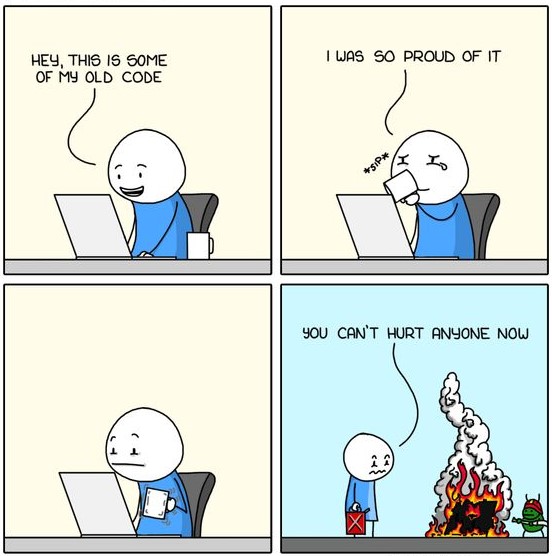 HEY, THIS IS SOME
OF MY OLD CODE
I WAS SO PROUD OF IT
*SIP*
YOU CAN'T HURT ANYONE NOW